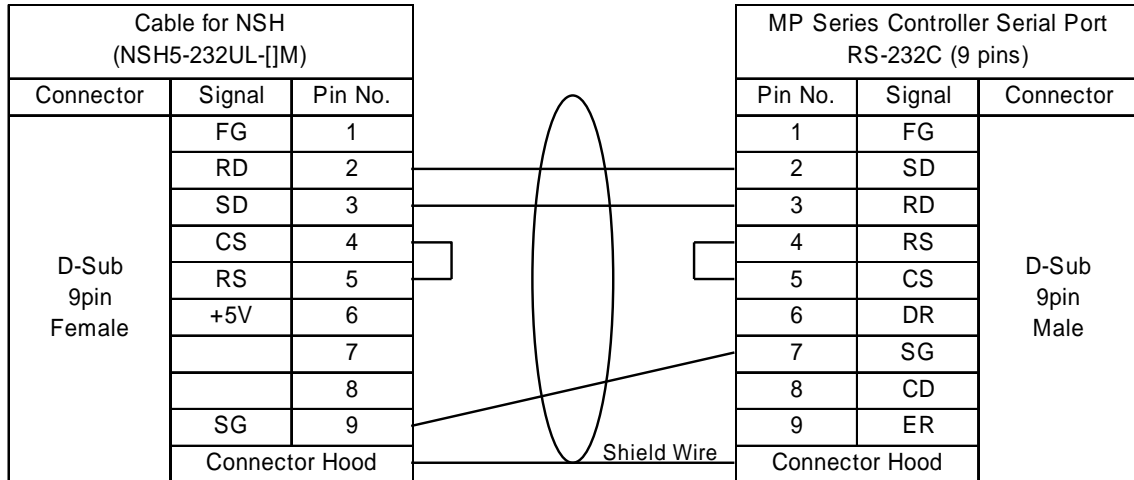 Cable for NSH
(NSH5-232UL-[]M)
MP Series Controller Serial Port
RS-232C (9 pins)
Connector Signal Pin No.
Pin No. Signal Connector
FG 1
1 FG
RD 2
2 SD
SD 3
3 RD
CS 4
4 RS
RS 5
5 CS
+5V 6
6 DR
7
7 SG
8
8 CD
SG 9
9 ER
D-Sub
9pin
Female
D-Sub
9pin
Male
Connector Hood
Shield Wire
Connector Hood